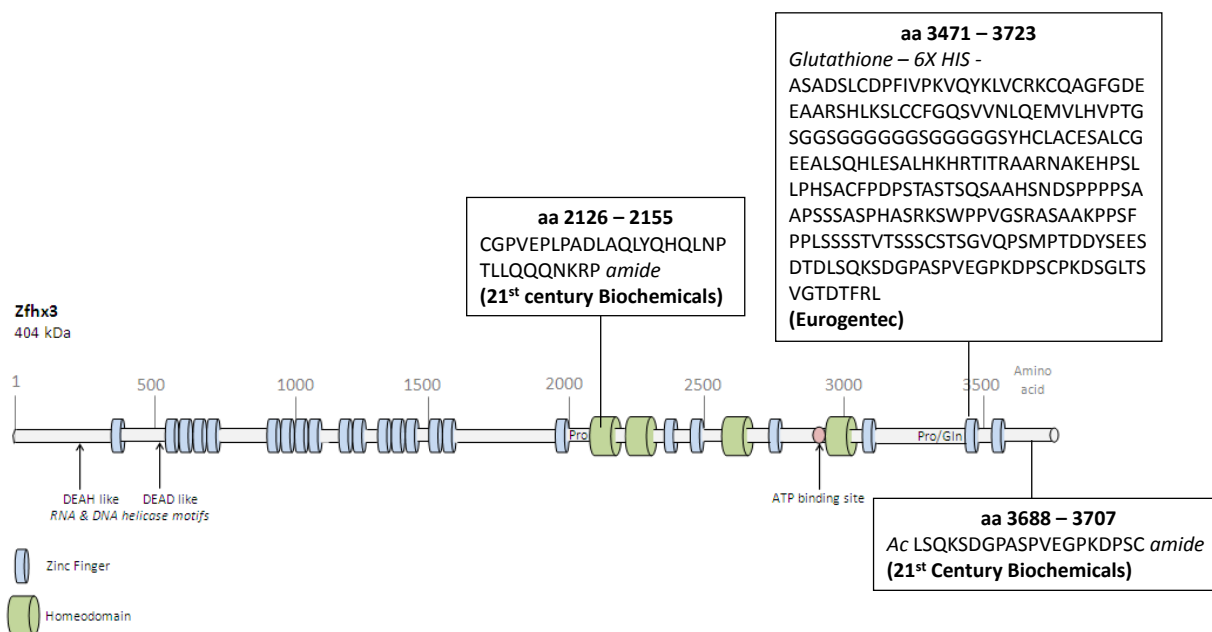 aa 3471 – 3723
Glutathione – 6X HIS -
ASADSLCDPFIVPKVQYKLVCRKCQAGFGDE
EAARSHLKSLCCFGQSVVNLQEMVLHVPTG
SGGSGGGGGGSGGGGGSYHCLACESALCG
EEALSQHLESALHKHRTITRAARNAKEHPSL
LPHSACFPDPSTASTSQSAAHSNDSPPPPSA
APSSSASPHASRKSWPPVGSRASAAKPPSF
PPLSSSSTVTSSSCSTSGVQPSMPTDDYSEES
DTDLSQKSDGPASPVEGPKDPSCPKDSGLTS
VGTDTFRL
(Eurogentec)
aa 2126 – 2155
CGPVEPLPADLAQLYQHQLNP
TLLQQQNKRP amide
(21st century Biochemicals)
Zfhx3
404 kDa
1 500 1000 1500 2000 2500 3000 3500 Amino
acid
Pro Pro/Gln
DEAH like DEAD like
RNA & DNA helicase motifs
ATP binding site
aa 3688 – 3707
Ac LSQKSDGPASPVEGPKDPSC amide
(21st Century Biochemicals)
Zinc Finger
Homeodomain